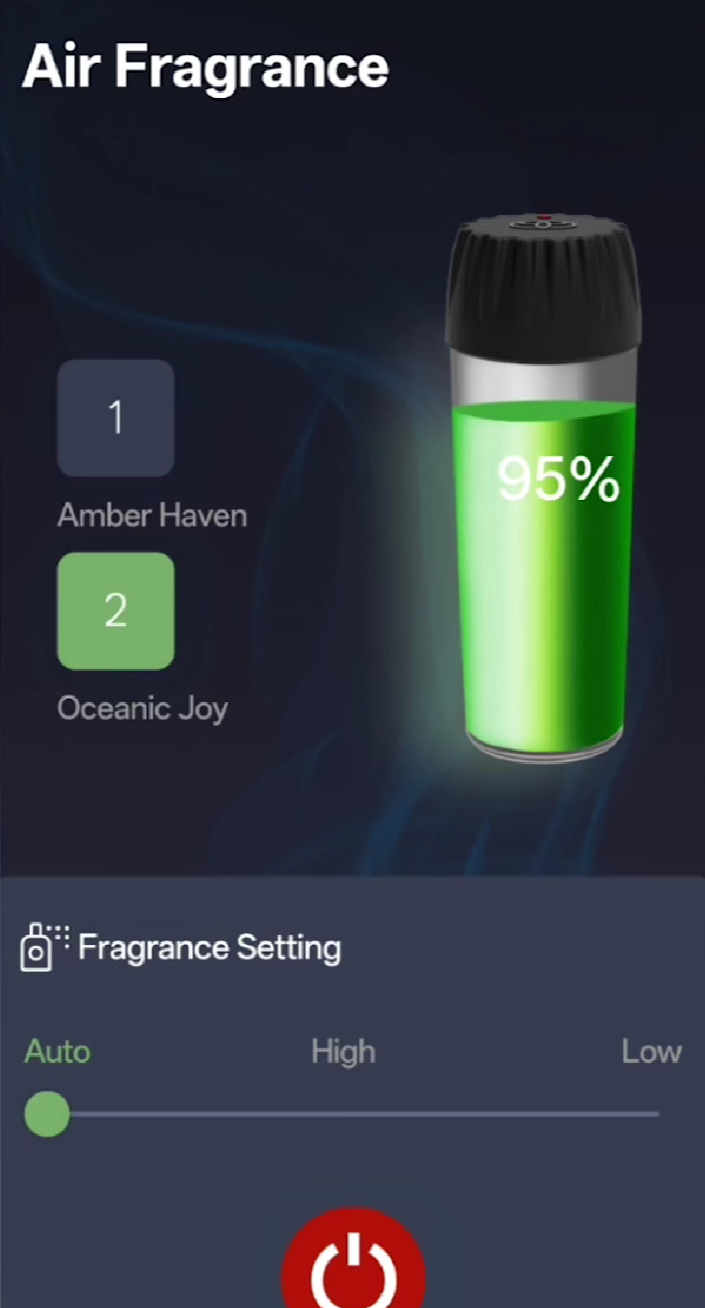 Air Fragrance
1
Amber Haven
2
Oceanic Joy
95%
Fragrance Setting
Auto High Low